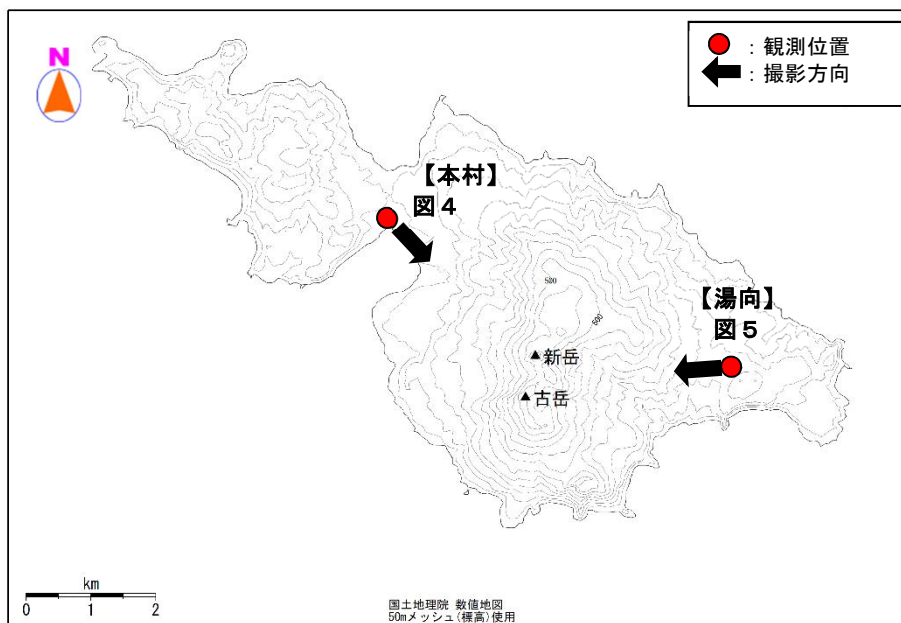 N
：観測位置
：撮影方向
【本村】
図４
【湯向】
図５
500
500
▲新岳
▲古岳
km
0 1 2
国土地理院 数値地図
50mメッシュ(標高)使用